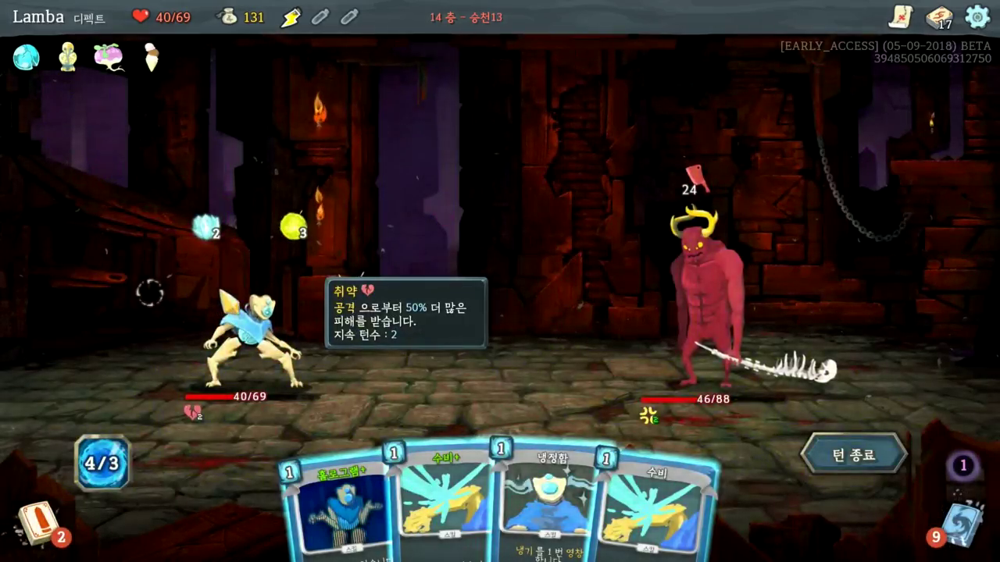 Lamba 디펙트 40/69 131 14 층 - 승천13 17
[EARLY_ACCESS] (05-09-2018) BETA
394850506069312750
24
2 3
취약
공격 으로부터 50% 더 많은
피해를 받습니다.
지속 턴수 : 2
40/69 46/88
2 2
4/3
턴 종료
1
1 홀로그램+
1 수비+
1 냉정함
1 수비
스킬 스킬 스킬 스킬
냉기 를 1 번 영창
합니다
2
9